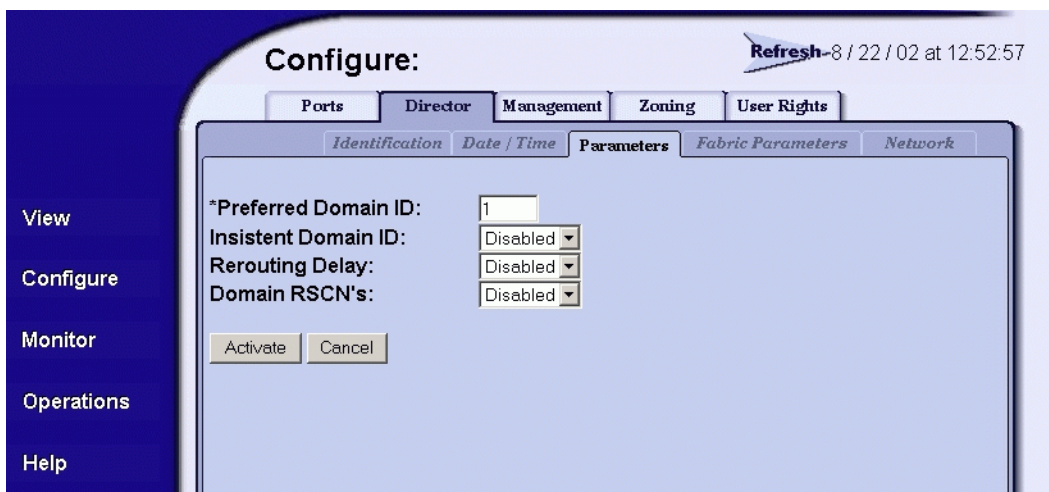 Configure:
Refresh-8 / 22 / 02 at 12:52:57
Ports Director Management Zoning User Rights
Identification Date / Time Parameters Fabric Parameters Network
View
Configure
Monitor
Operations
Help
*Preferred Domain ID: 1
Insistent Domain ID: Disabled
Rerouting Delay: Disabled
Domain RSCN's: Disabled
Activate Cancel